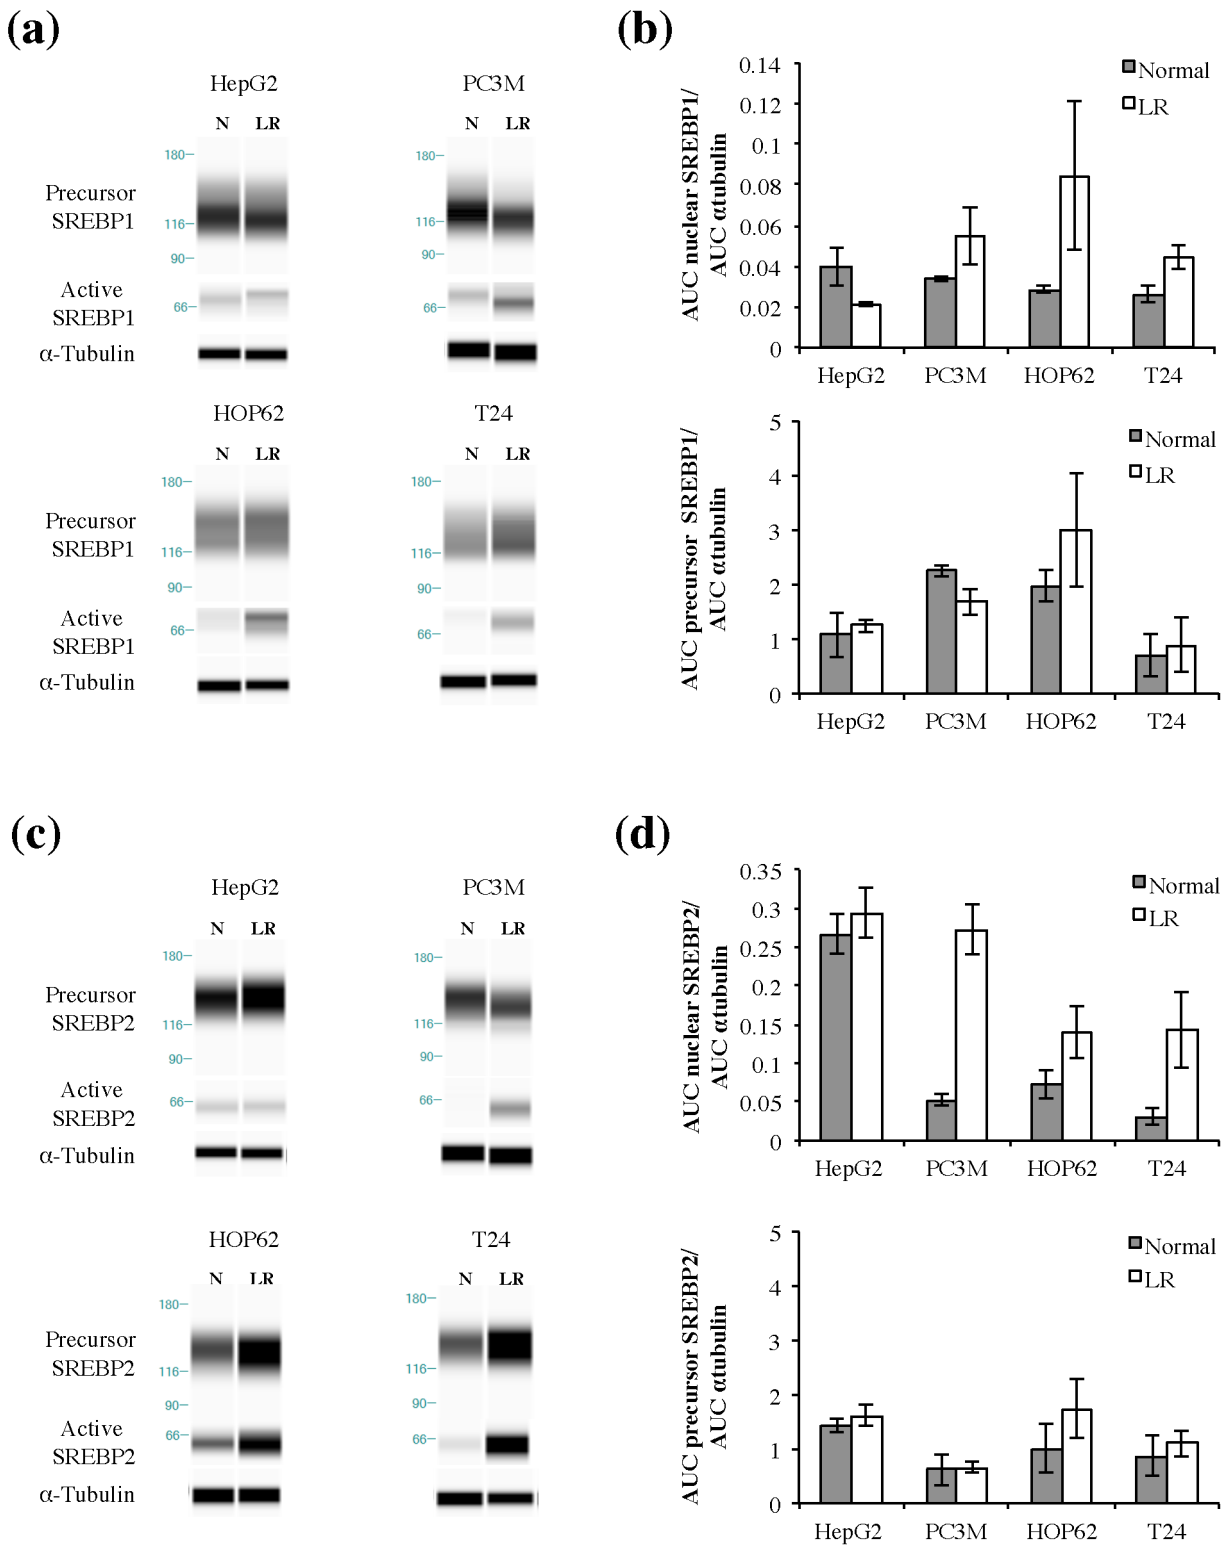 (a)
HepG2
PC3M
N LR
N LR
180
180
Precursor
SREBP1
116
116
90
90
Active
SREBP1
66
66
α-Tubulin
HOP62
T24
N LR
N LR
180
180
Precursor
SREBP1
116
116
90
90
Active
SREBP1
66
66
α-Tubulin
(b)
AUC nuclear SREBP1/
AUC αtubulin
0.14
0.12
0.1
0.08
0.06
0.04
0.02
0
Normal
LR
HepG2 PC3M HOP62 T24
AUC precursor SREBP1/
AUC αtubulin
5
4
3
2
1
0
Normal
LR
HepG2 PC3M HOP62 T24
(c)
HepG2
PC3M
N LR
N LR
180
180
Precursor
SREBP2
116
116
90
90
Active
SREBP2
66
66
α-Tubulin
HOP62
T24
N LR
N LR
180
180
Precursor
SREBP2
116
116
90
90
Active
SREBP2
66
66
α-Tubulin
(d)
AUC nuclear SREBP2/
AUC αtubulin
0.35
0.3
0.25
0.2
0.15
0.1
0.05
0
Normal
LR
HepG2 PC3M HOP62 T24
AUC precursor SREBP2/
AUC αtubulin
5
4
3
2
1
0
Normal
LR
HepG2 PC3M HOP62 T24